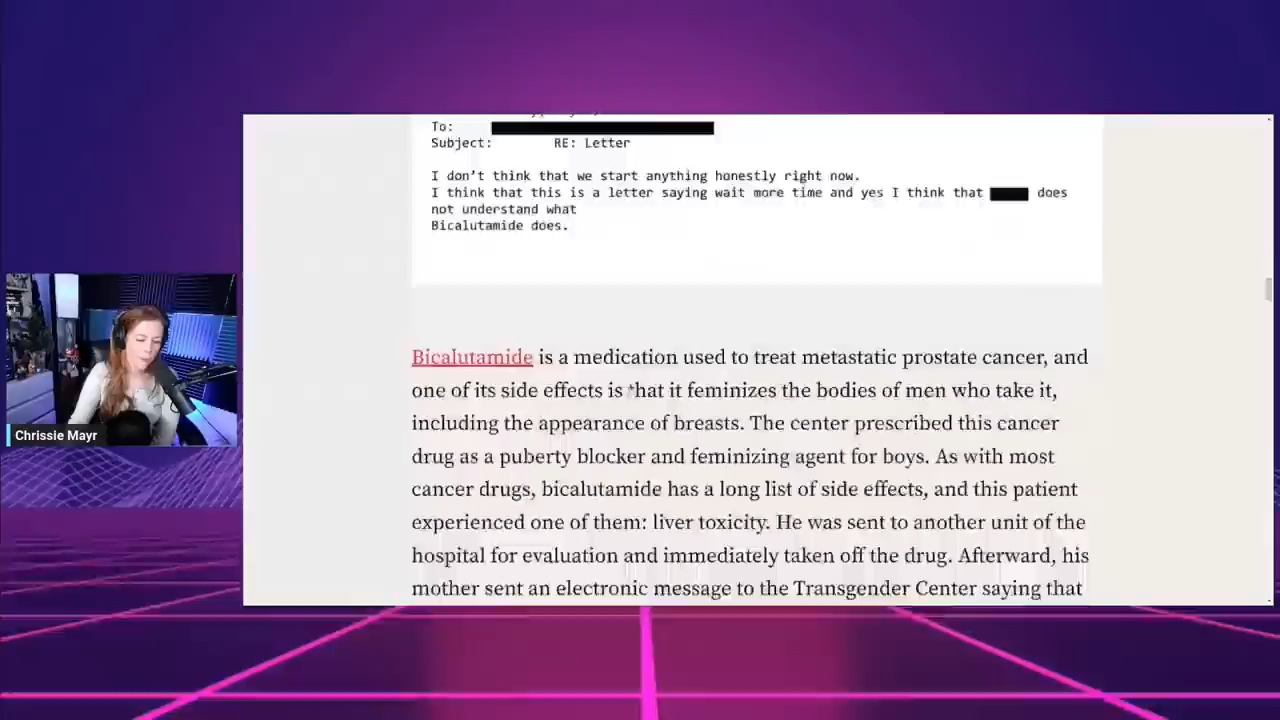 To:
Subject: RE: Letter
I don't think that we start anything honestly right now.
I think that this is a letter saying wait more time and yes I think that does
not understand what
Bicalutamide does.
Bicalutamide is a medication used to treat metastatic prostate cancer, and
one of its side effects is that it feminizes the bodies of men who take it,
including the appearance of breasts. The center prescribed this cancer
drug as a puberty blocker and feminizing agent for boys. As with most
cancer drugs, bicalutamide has a long list of side effects, and this patient
experienced one of them: liver toxicity. He was sent to another unit of the
hospital for evaluation and immediately taken off the drug. Afterward, his
mother sent an electronic message to the Transgender Center saying that
Chrissie Mayr